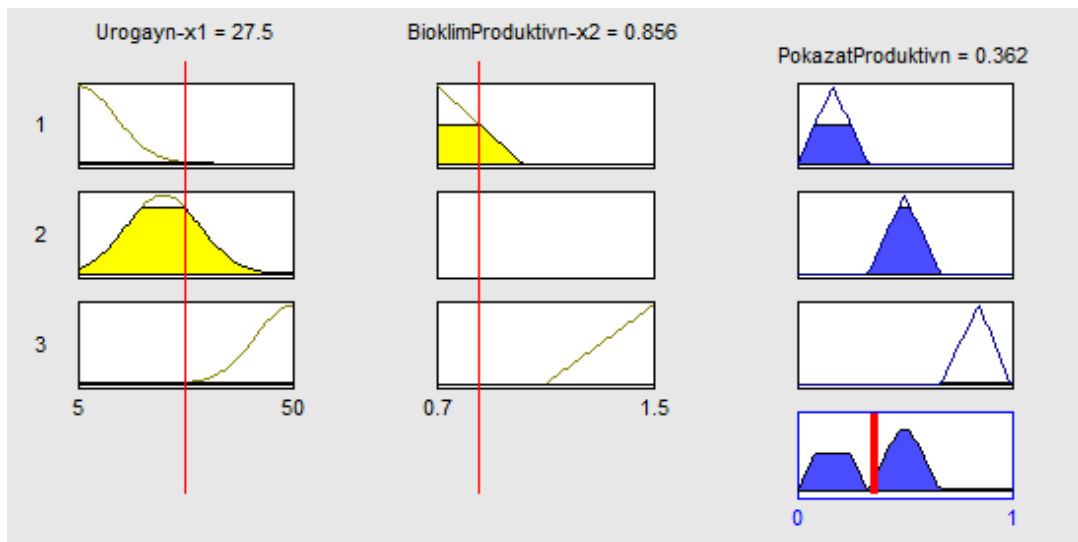 Urogayn-x1 = 27.5
BioklimProduktivn-x2 = 0.856
PokazatProduktivn = 0.362
1
2
3
5 50
0.7 1.5
0 1